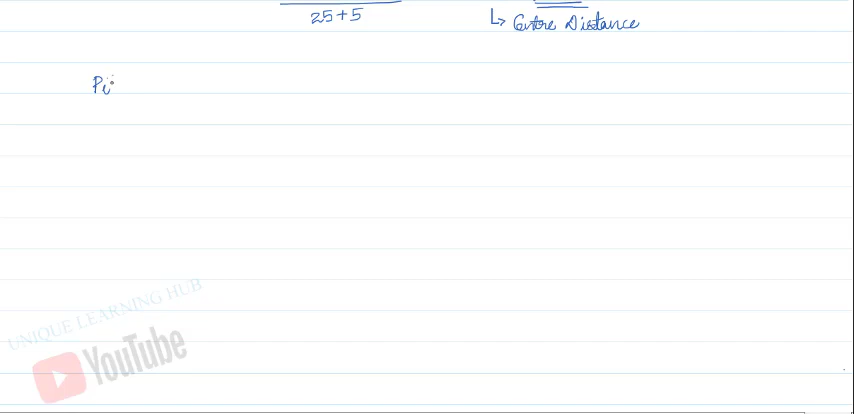 25+5
↳ Centre Distance
Pi
UNIQUE LEARNING HUB
YouTube